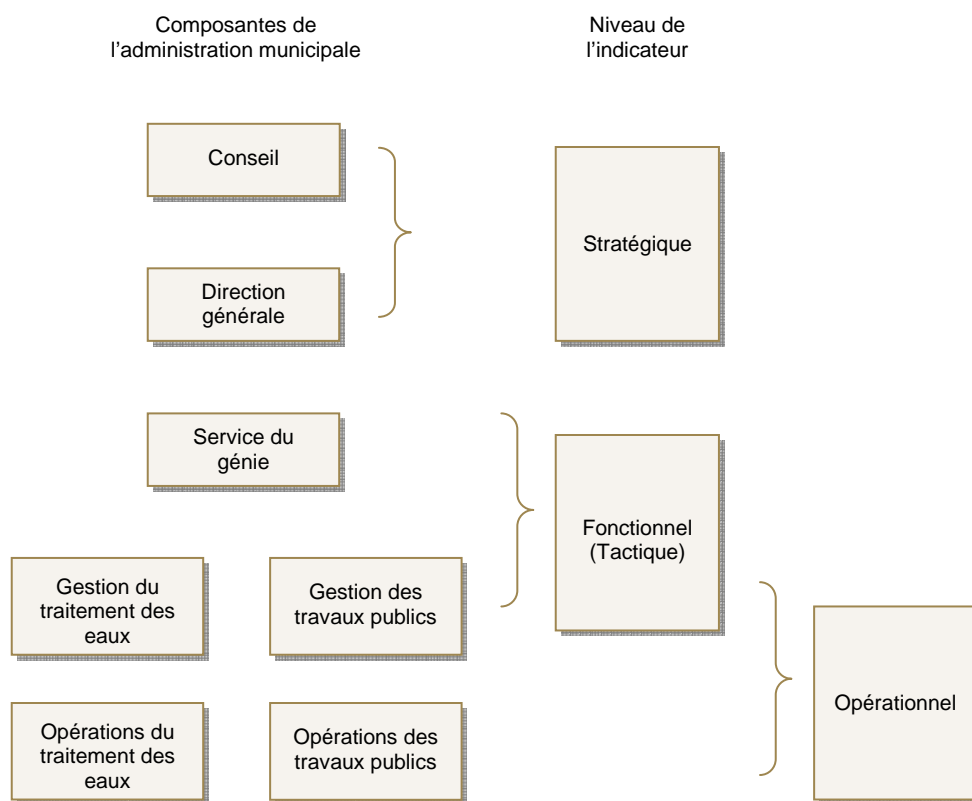 Composantes de
l'administration municipale
Niveau de
l'indicateur
Conseil
Stratégique
Direction
générale
Service du
génie
Fonctionnel
(Tactique)
Gestion du
traitement des
eaux
Gestion des
travaux publics
Opérationnel
Opérations du
traitement des
eaux
Opérations des
travaux publics